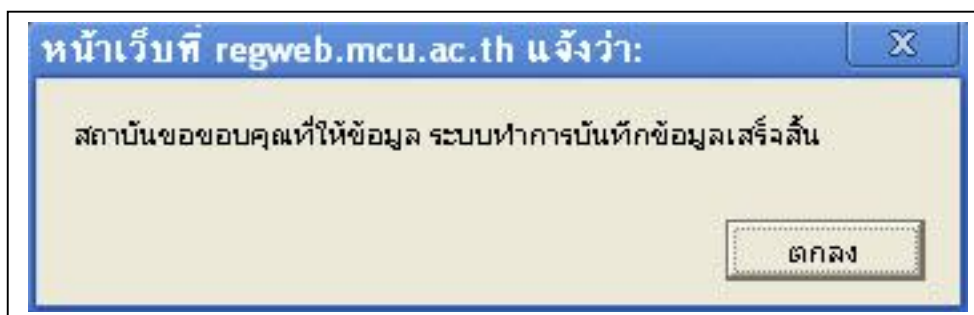 หน้าเว็บที่ regweb.mcu.ac.th แจ้งว่า:
สถาบันขอขอบคุณที่ให้ข้อมูล ระบบทำการบันทึกข้อมูลเสร็จสิ้น
ตกลง